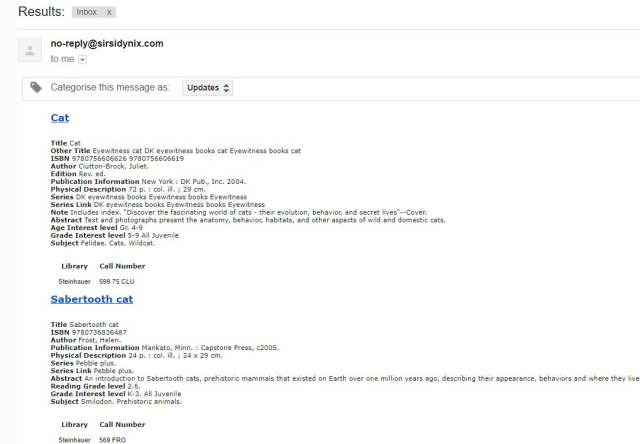 Results: Inbox x
no-reply@sirsidynix.com
to me
Categorise this message as: Updates
Cat
Title Cat
Other Title Eyewitness cat DK eyewitness books cat Eyewitness books cat
ISBN 9780756606626 9780756606619
Author Clutton-Brock, Juliet.
Edition Rev. ed.
Publication Information New York : DK Pub., Inc. 2004.
Physical Description 72 p. : col. ill. ; 29 cm.
Series DK eyewitness books Eyewitness books Eyewitness
Series Link DK eyewitness books Eyewitness books Eyewitness
Note Includes index. "Discover the fascinating world of cats - their evolution, behavior, and secret lives"--Cover.
Abstract Text and photographs present the anatomy, behavior, habitats, and other aspects of wild and domestic cats.
Age Interest level Gr. 4-9
Grade Interest level 5-9 All Juvenile
Subject Felidae. Cats. Wildcat.
Library Call Number
Steinhauer 599.75 CLU
Sabertooth cat
Title Sabertooth cat
ISBN 9780736836487
Author Frost, Helen.
Publication Information Mankato, Minn. : Capstone Press, c2005.
Physical Description 24 p. : col. ill. ; 24 x 29 cm.
Series Pebble plus.
Series Link Pebble plus.
Abstract An introduction to Sabertooth cats, prehistoric mammals that existed on Earth over one million years ago, describing their appearance, behaviors and where they live
Reading Grade level 2.6.
Grade Interest level K-3. All Juvenile
Subject Smilodon. Prehistoric animals.
Library Call Number
Steinhauer 569 FRO